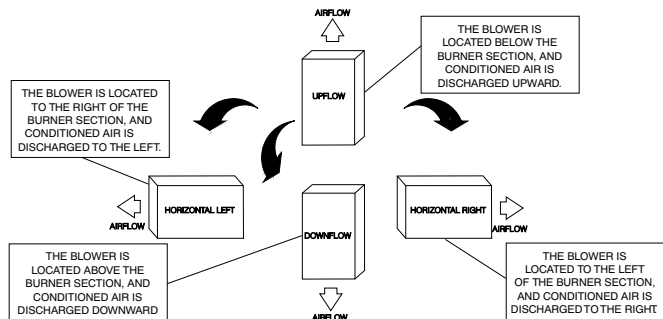 AIRFLOW
THE BLOWER IS
LOCATED BELOW THE
BURNER SECTION, AND
CONDITIONED AIR IS
DISCHARGED UPWARD.
UPFLOW
THE BLOWER IS LOCATED
TO THE RIGHT OF THE
BURNER SECTION, AND
CONDITIONED AIR IS
DISCHARGED TO THE LEFT.
HORIZONTAL LEFT
AIRFLOW
DOWNFLOW
AIRFLOW
HORIZONTAL RIGHT
AIRFLOW
THE BLOWER IS
LOCATED ABOVE THE
BURNER SECTION, AND
CONDITIONED AIR IS
DISCHARGED DOWNWARD
THE BLOWER IS
LOCATED TO THE LEFT
OF THE BURNER SECTION,
AND CONDITIONED AIR IS
DISCHARGED TO THE RIGHT.